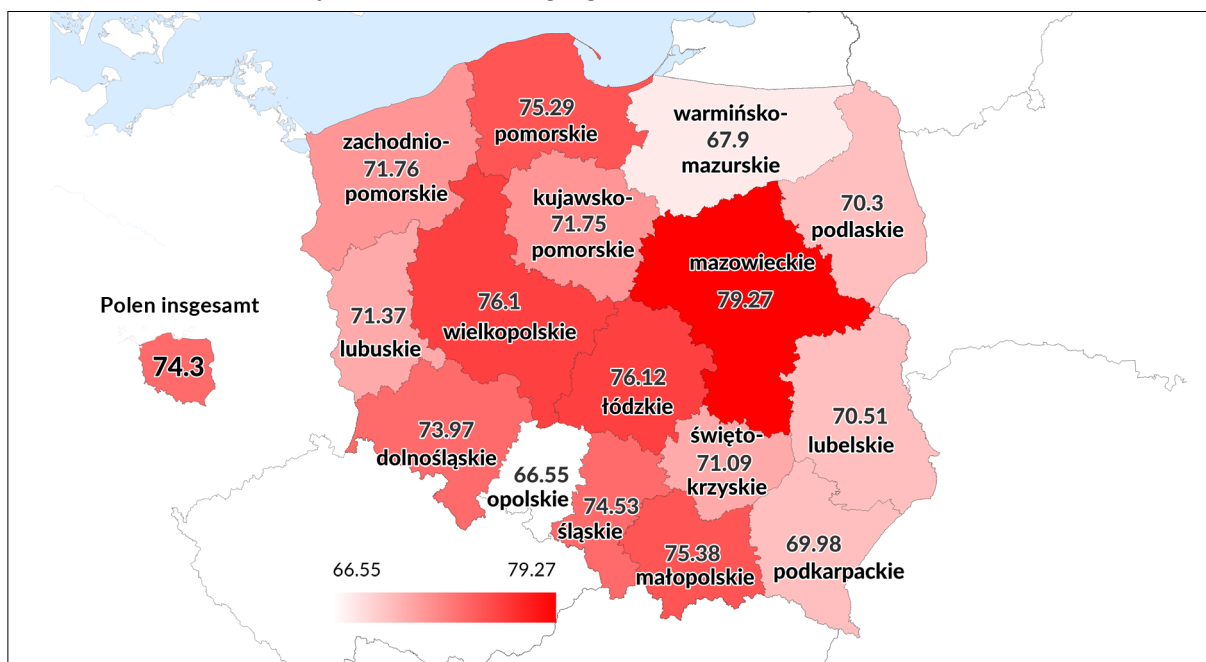 75.29
pomorskie
warmińsko-
67.9
mazurskie
zachodnio-
71.76
pomorskie
kujawsko-
71.75
pomorskie
70.3
podlaskie
mazowieckie
79.27
Polen insgesamt
74.3
71.37
lubuskie
76.1
wielkopolskie
76.12
łódzkie
73.97
dolnośląskie
70.51
lubelskie
święto-
71.09
krzyskie
66.55
opolskie
74.53
śląskie
75.38
małopolskie
69.98
podkarpackie
66.55
79.27